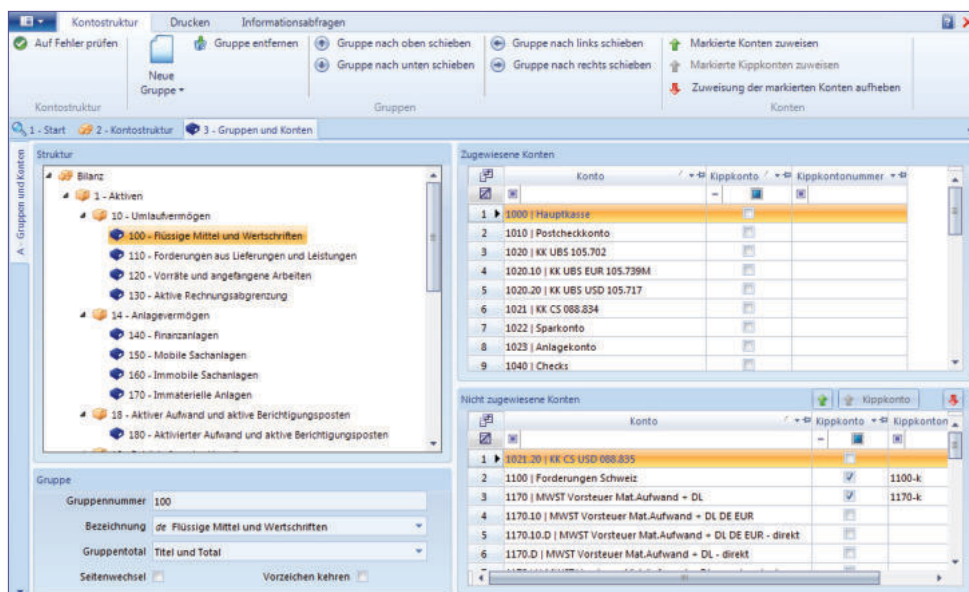 Kontostruktur Drucken Informationsabfragen
Auf Fehler prüfen
Neue Gruppe
Gruppe entfernen
Gruppe nach oben schieben
Gruppe nach unten schieben
Gruppe nach links schieben
Gruppe nach rechts schieben
Markierte Konten zuweisen
Markierte Kippkonten zuweisen
Zuweisung der markierten Konten aufheben
Kontostruktur Gruppen Konten
1 - Start 2 - Kontostruktur 3 - Gruppen und Konten
A - Gruppen und Konten
Struktur
Bilanz
1 - Aktiven
10 - Umlaufvermögen
100 - Flüssige Mittel und Wertschriften
110 - Forderungen aus Lieferungen und Leistungen
120 - Vorräte und angefangene Arbeiten
130 - Aktive Rechnungsabgrenzung
14 - Anlagevermögen
140 - Finanzanlagen
150 - Mobile Sachanlagen
160 - Immobile Sachanlagen
170 - Immaterielle Anlagen
18 - Aktiver Aufwand und aktive Berichtigungsposten
180 - Aktivierter Aufwand und aktive Berichtigungsposten
Gruppe
Gruppennummer 100
Bezeichnung de Flüssige Mittel und Wertschriften
Gruppentotal Titel und Total
Seitenwechsel Vorzeichen kehren
Zugewiesene Konten
Konto Kippkonto Kippkontonummer
1 1000 | Hauptkasse
2 1010 | Postcheckkonto
3 1020 | KK UBS 105.702
4 1020.10 | KK UBS EUR 105.739M
5 1020.20 | KK UBS USD 105.717
6 1021 | KK CS 088.834
7 1022 | Sparkonto
8 1023 | Anlagekonto
9 1040 | Checks
Nicht zugewiesene Konten Kippkonto
Konto Kippkonto Kippkonton
1 1021.20 | KK CS USD 088.835
2 1100 | Forderungen Schweiz 1100-k
3 1170 | MWST Vorsteuer Mat.Aufwand + DL 1170-k
4 1170.10 | MWST Vorsteuer Mat.Aufwand + DL DE EUR
5 1170.10.D | MWST Vorsteuer Mat.Aufwand + DL DE EUR - direkt
6 1170.D | MWST Vorsteuer Mat.Aufwand + DL - direkt